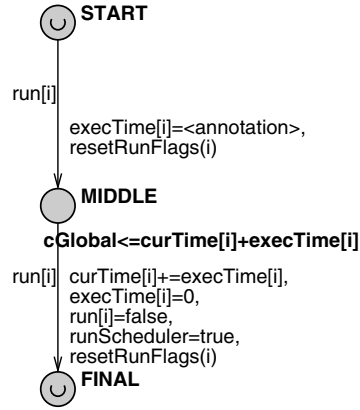 START
run[i]
execTime[i]=<annotation>,
resetRunFlags(i)
MIDDLE
cGlobal<=curTime[i]+execTime[i]
run[i] curTime[i]+=execTime[i],
execTime[i]=0,
run[i]=false,
runScheduler=true,
resetRunFlags(i)
FINAL